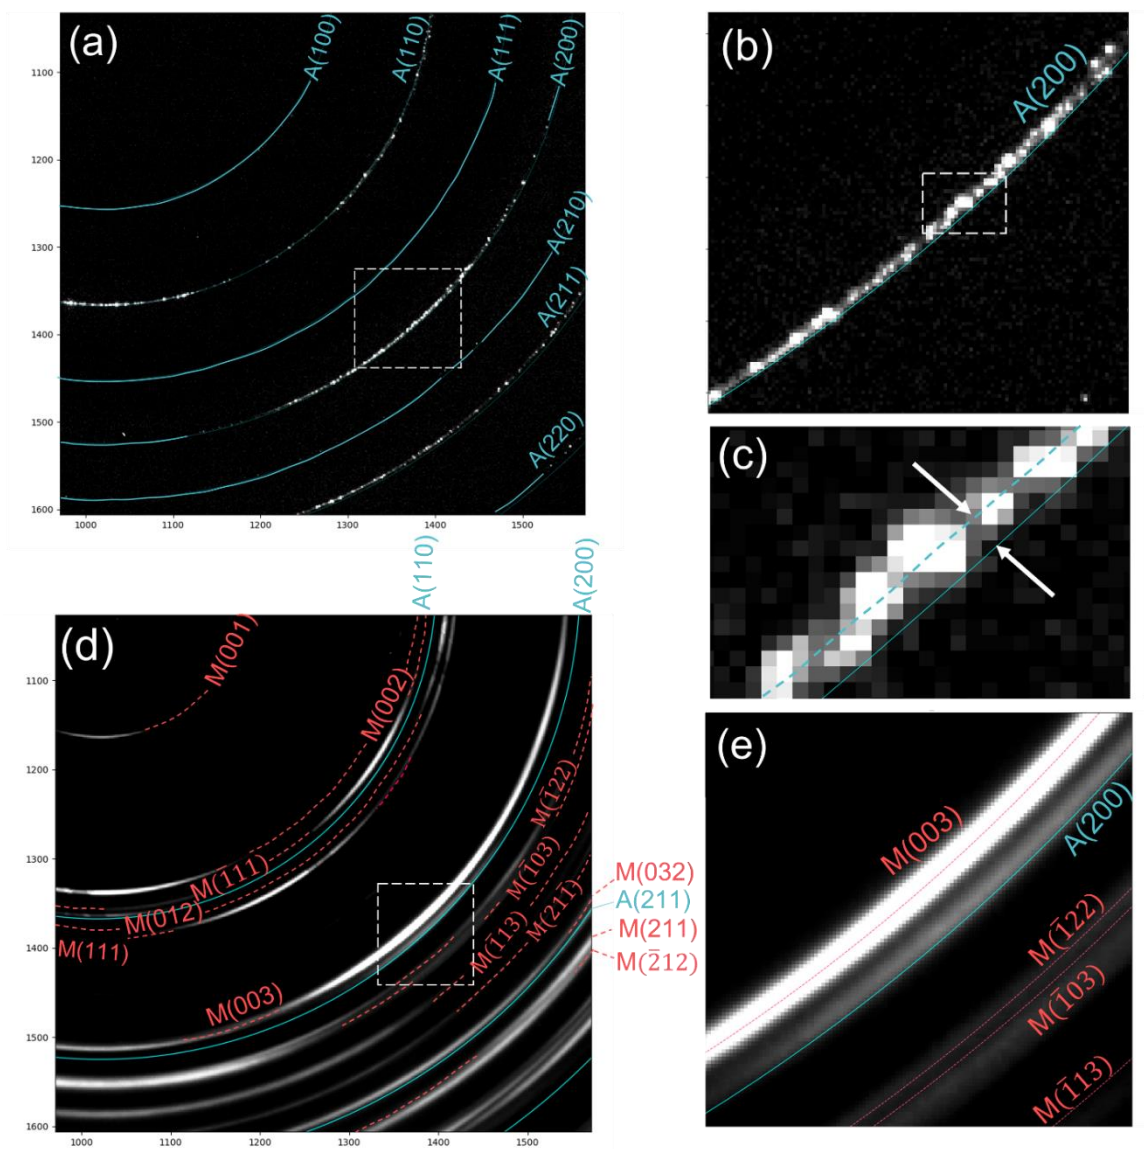 (a)
A(100)
A(110)
A(111)
A(200)
A(210)
A(211)
A(220)
1100
1200
1300
1400
1500
1600
1000 1100 1200 1300 1400 1500
(b)
A(200)
(c)
(d)
A(110)
A(200)
M(001)
M(002)
M(1̅11)
M(012)
M(111)
M(003)
M(1̅22)
M(1̅03)
M(1̅13)
M(211)
M(032)
A(211)
M(211)
M(2̅12)
1100
1200
1300
1400
1500
1600
1000 1100 1200 1300 1400 1500
(e)
M(003)
A(200)
M(1̅22)
M(1̅03)
M(1̅13)